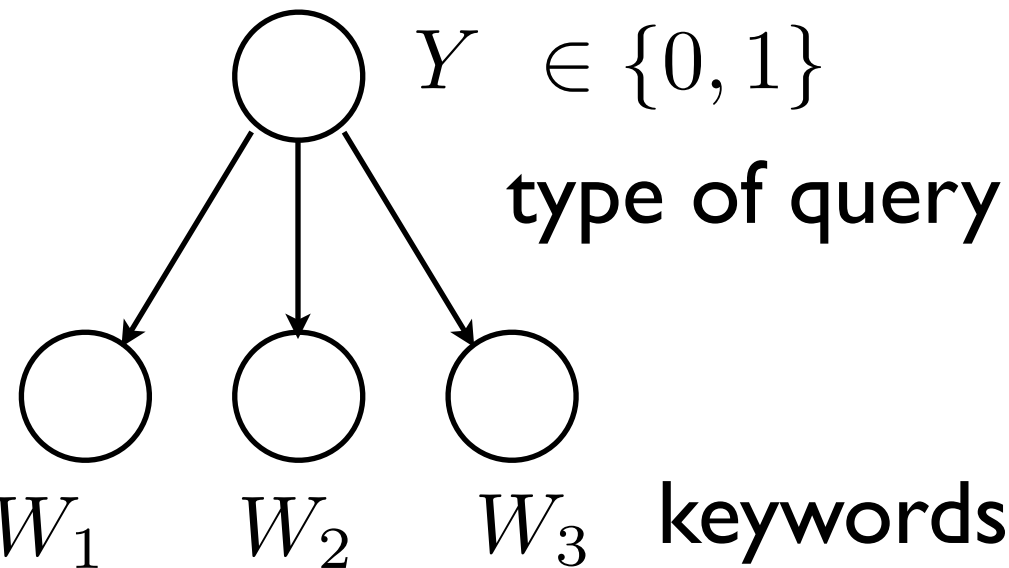 Y ∈ {0, 1}
type of query
W₁ W₂ W₃ keywords